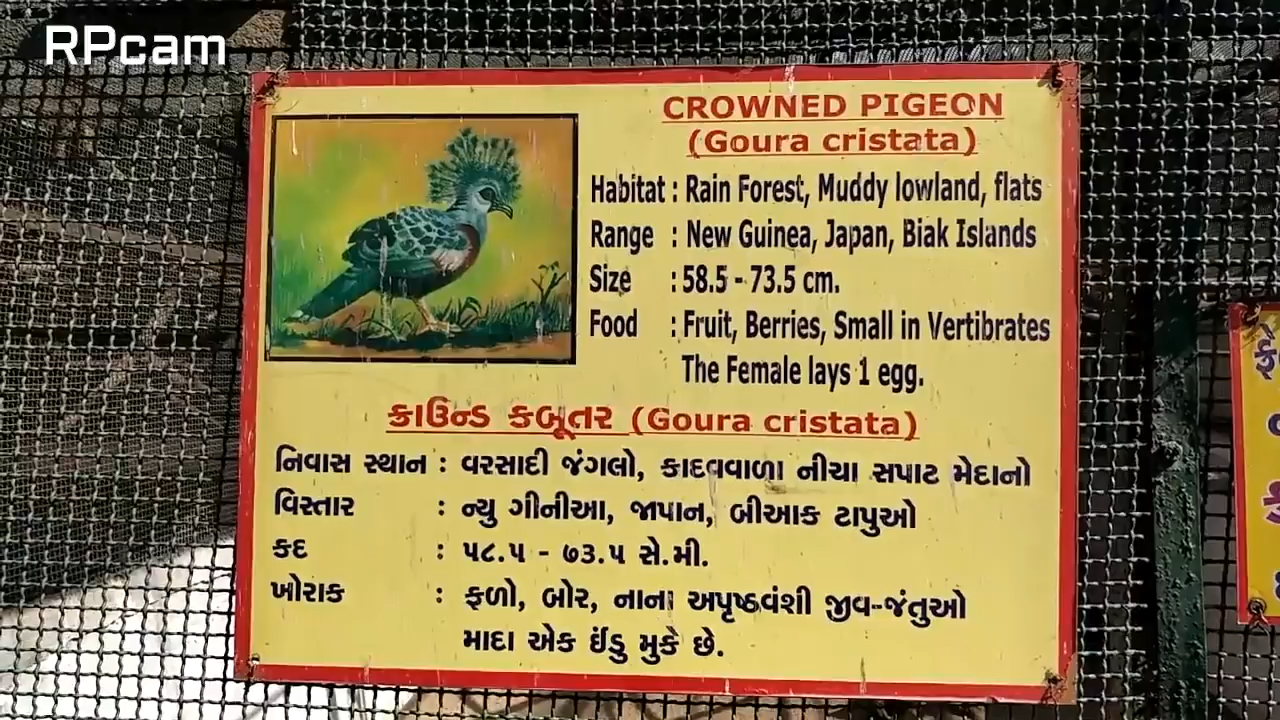 RPcam
CROWNED PIGEON
(Goura cristata)
Habitat : Rain Forest, Muddy lowland, flats
Range : New Guinea, Japan, Biak Islands
Size : 58.5 - 73.5 cm.
Food : Fruit, Berries, Small in Vertibrates
The Female lays 1 egg.
ક્રાઉન્ડ કબૂતર (Goura cristata)
નિવાસ સ્થાન : વરસાદી જંગલો, કાદવવાળા નીચા સપાટ મેદાનો
વિસ્તાર : ન્યુ ગીનીઆ, જાપાન, બીઆક ટાપુઓ
કદ : ૫૮.૫ - ૭૩.૫ સે.મી.
ખોરાક : ફળો, બોર, નાના અપૃષ્ઠવંશી જીવ-જંતુઓ
માદા એક ઈંડુ મુકે છે.